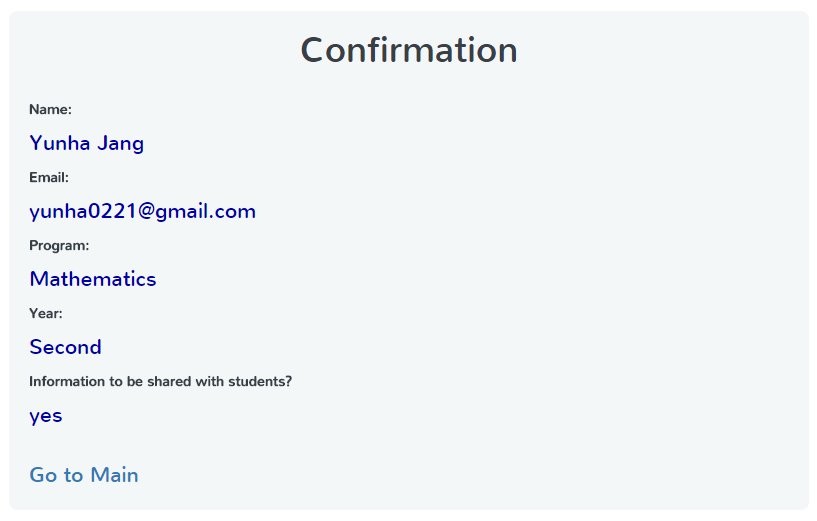 Confirmation
Name:
Yunha Jang
Email:
yunha0221@gmail.com
Program:
Mathematics
Year:
Second
Information to be shared with students?
yes
Go to Main